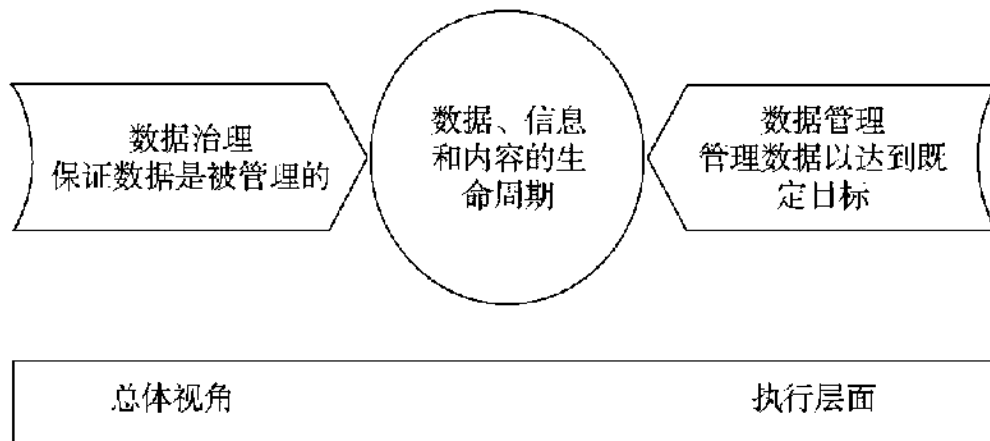 数据治理
保证数据是被管理的
数据、信息
和内容的生
命周期
数据管理
管理数据以达到既
定目标
总体视角
执行层面